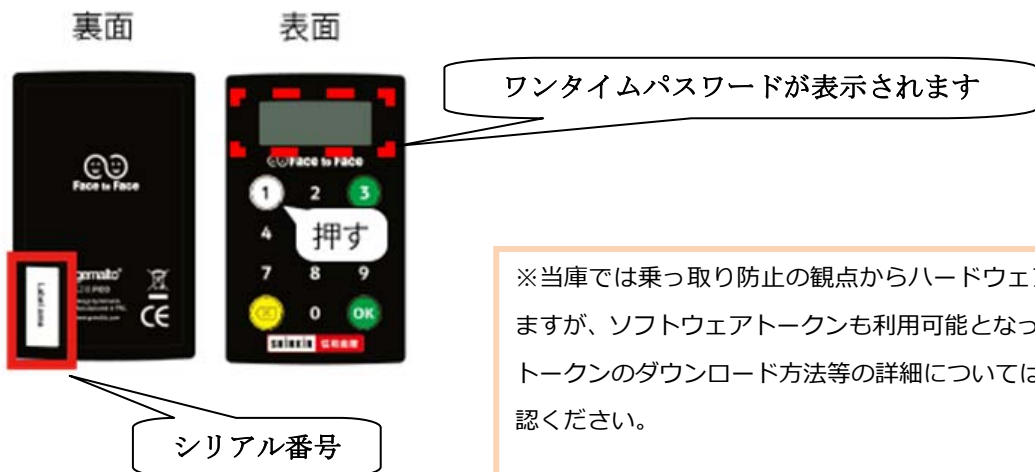 裏面 表面
ワンタイムパスワードが表示されます
Face to Face
Face to Face
1 2 3
押す
4
7 8 9
0 OK
gemalto
CE
Shinkin 信用金庫
シリアル番号
※当庫では乗っ取り防止の観点からハードウェ
ますが、ソフトウェアトークンも利用可能となっ
トークンのダウンロード方法等の詳細については
認ください。